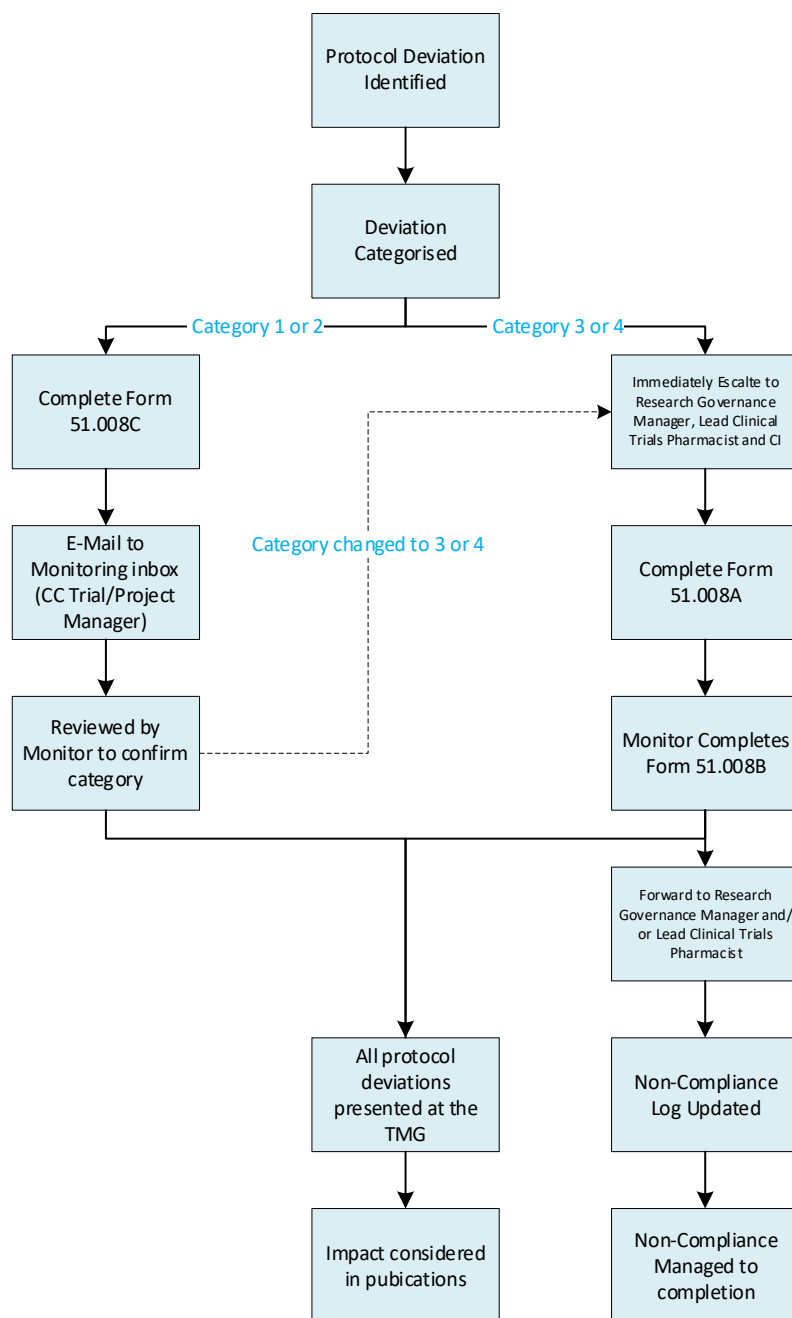 Protocol Deviation
Identified
Deviation
Categorised
Category 1 or 2
Category 3 or 4
Complete Form
51.008C
Immediately Escalte to
Research Governance
Manager, Lead Clinical
Trials Pharmacist and CI
E-Mail to
Monitoring inbox
(CC Trial/Project
Manager)
Category changed to 3 or 4
Complete Form
51.008A
Reviewed by
Monitor to confirm
category
Monitor Completes
Form 51.008B
Forward to Research
Governance Manager and/
or Lead Clinical Trials
Pharmacist
All protocol
deviations
presented at the
TMG
Non-Compliance
Log Updated
Impact considered
in pubications
Non-Compliance
Managed to
completion